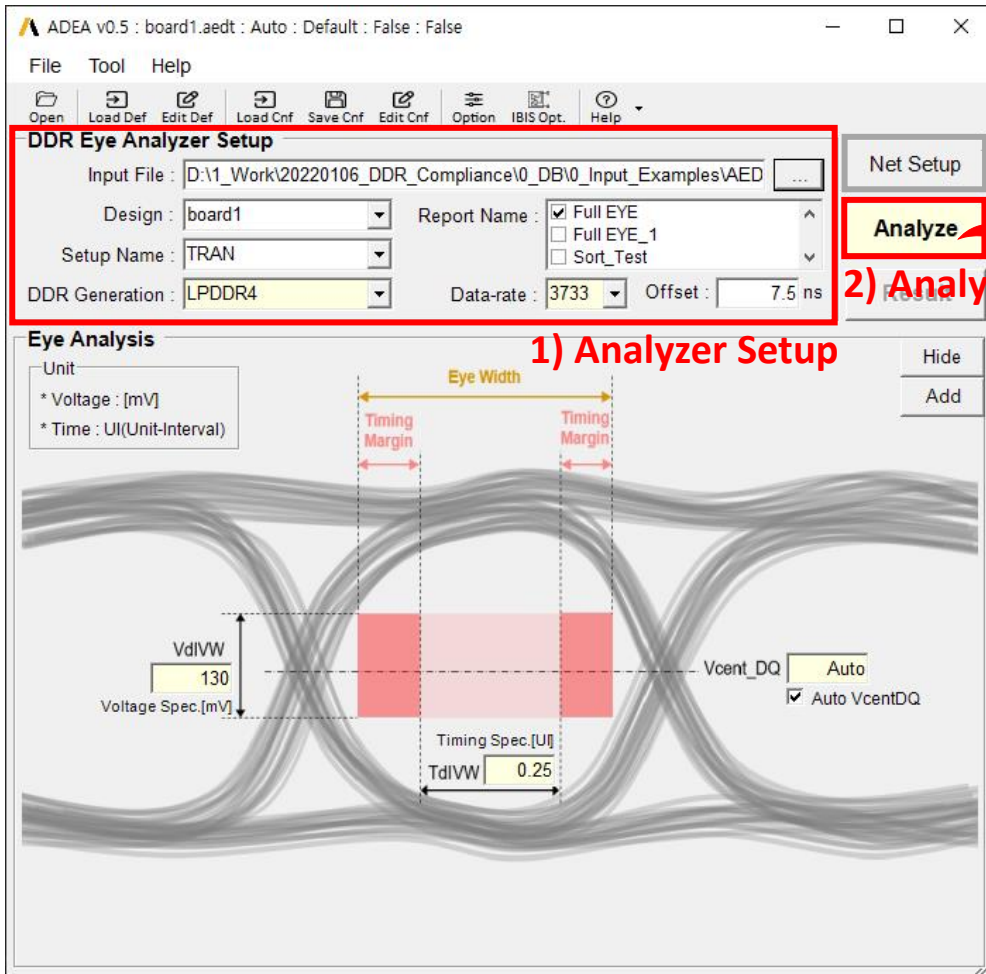 ADEA v0.5 : board1.aedt : Auto : Default : False : False
File Tool Help
Open Load Def Edit Def Load Cnf Save Cnf Edit Cnf Option IBIS Opt. Help
DDR Eye Analyzer Setup
Input File : D:\1_Work\20220106_DDR_Compliance\0_DB\0_Input_Examples\AED ...
Net Setup
Design : board1
Report Name : Full EYE
Full EYE_1
Sort_Test
Analyze
Setup Name : TRAN
DDR Generation : LPDDR4
Data-rate : 3733 Offset : 7.5 ns
2) Analy
Result
1) Analyzer Setup
Eye Analysis
Hide
Add
Unit
* Voltage : [mV]
* Time : UI(Unit-Interval)
Eye Width
Timing
Margin
Timing
Margin
VdIVW
130
Voltage Spec.[mV]
Vcent_DQ Auto
Auto VcentDQ
Timing Spec.[UI]
TdIVW 0.25